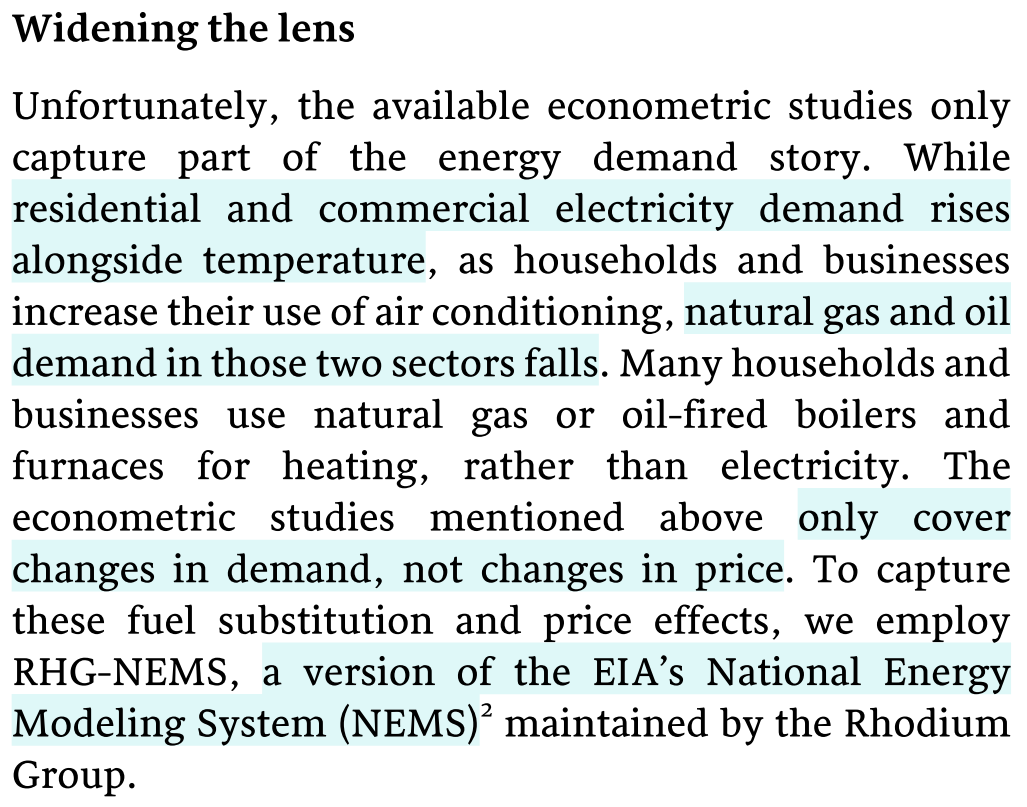 Widening the lens
Unfortunately, the available econometric studies only
capture part of the energy demand story. While
residential and commercial electricity demand rises
alongside temperature, as households and businesses
increase their use of air conditioning, natural gas and oil
demand in those two sectors falls. Many households and
businesses use natural gas or oil-fired boilers and
furnaces for heating, rather than electricity. The
econometric studies mentioned above only cover
changes in demand, not changes in price. To capture
these fuel substitution and price effects, we employ
RHG-NEMS, a version of the EIA’s National Energy
Modeling System (NEMS)² maintained by the Rhodium
Group.